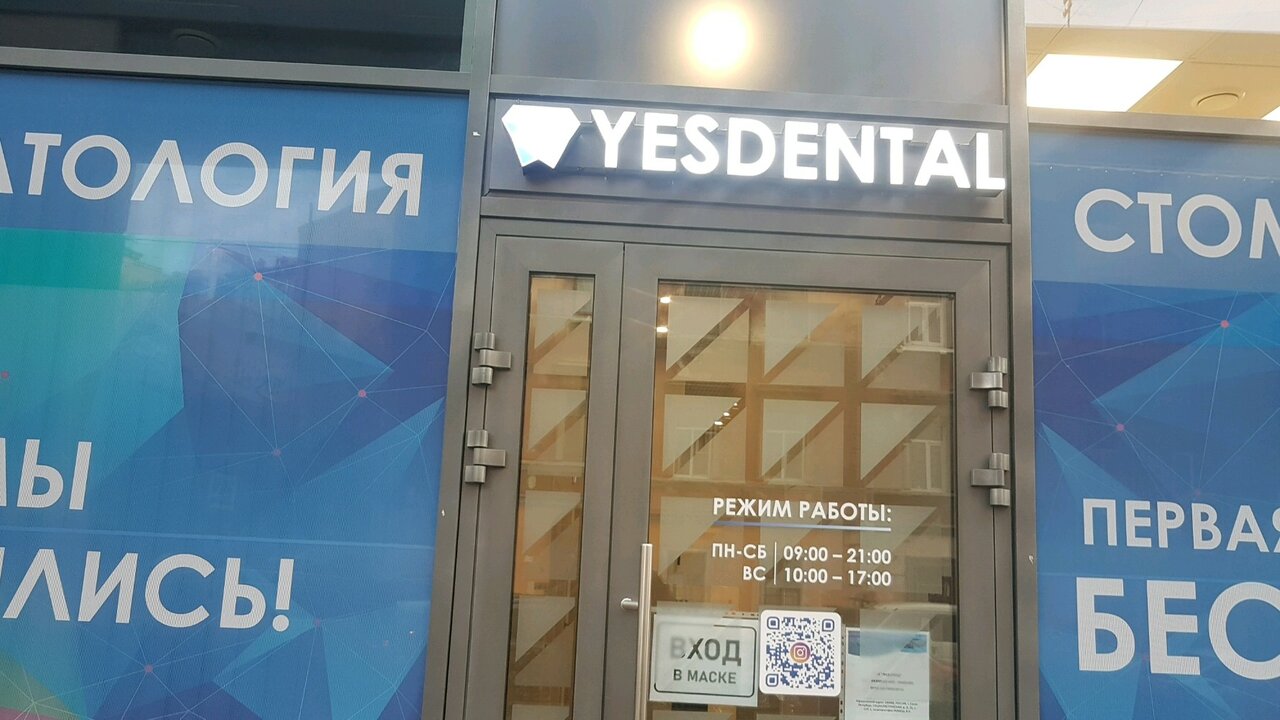 АТОЛОГИЯ
МЫ
ЛИСЬ!
YESDENTAL
РЕЖИМ РАБОТЫ:
ПН-СБ 09:00 – 21:00
ВС 10:00 – 17:00
ВХОД
В МАСКЕ
СТОМ
ПЕРВАЯ
БЕС